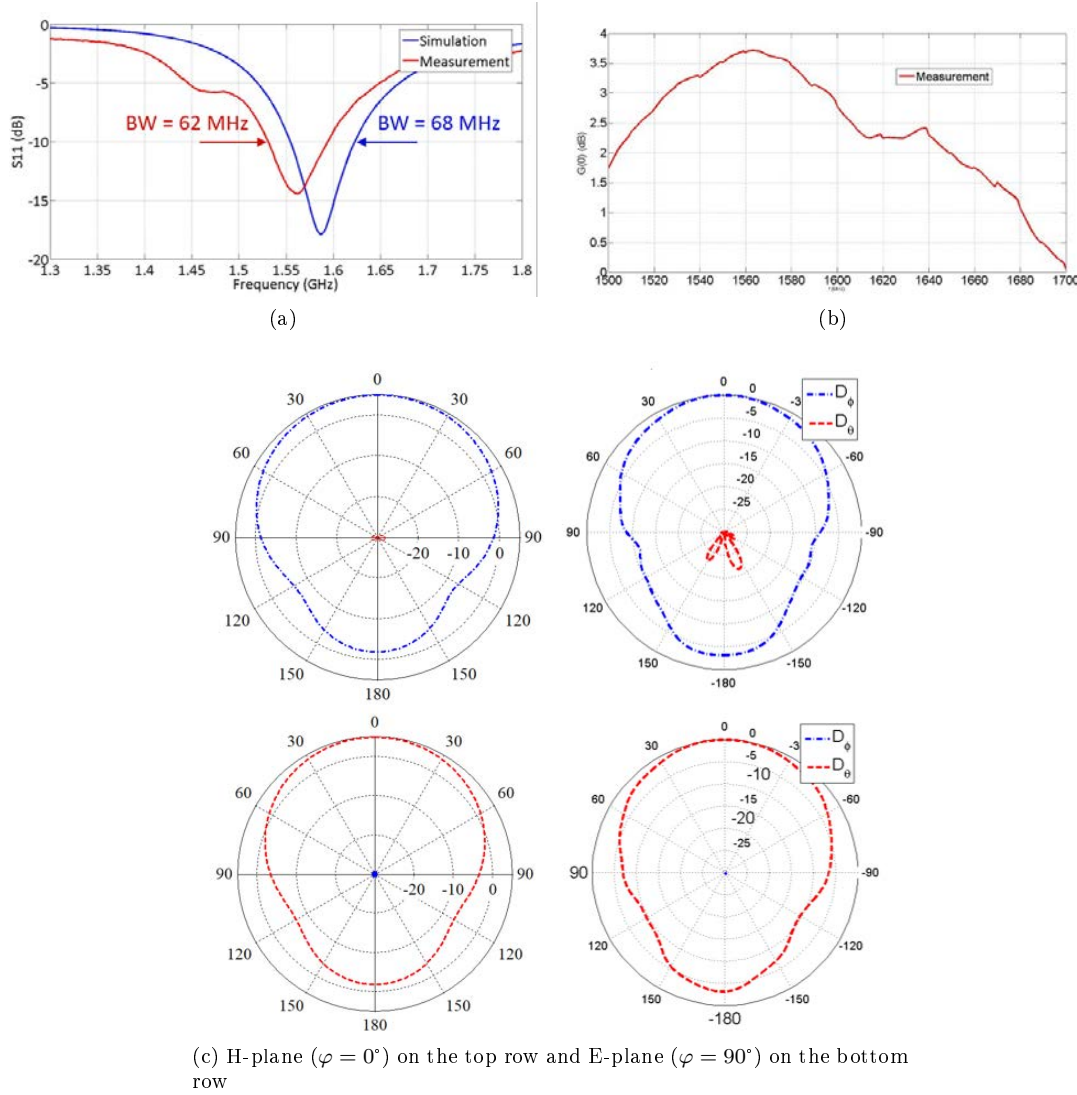 0
-5
-10
-15
-20
S11 (dB)
Simulation
Measurement
BW = 62 MHz
BW = 68 MHz
1.3 1.35 1.4 1.45 1.5 1.55 1.6 1.65 1.7 1.75 1.8
Frequency (GHz)
(a)
4
3.5
3
2.5
2
1.5
1
0.5
0
G(0) (dB)
Measurement
1500 1520 1540 1560 1580 1600 1620 1640 1660 1680 1700
(b)
0
30 30
60 60
90 -20 -10 0 90
120 120
150 150
180
0 0
30 -3
-5
-10
-15
-20
-25
60 -60
90 -90
120 -120
150 -150
-180
Dϕ
Dθ
0
30 30
60 60
90 -20 -10 0 90
120 120
150 150
180
0 0
30 -3
-5
-10
-15
-20
-25
60 -60
90 -90
120 -120
150 -150
-180
Dϕ
Dθ
(c) H-plane (φ = 0°) on the top row and E-plane (φ = 90°) on the bottom
row